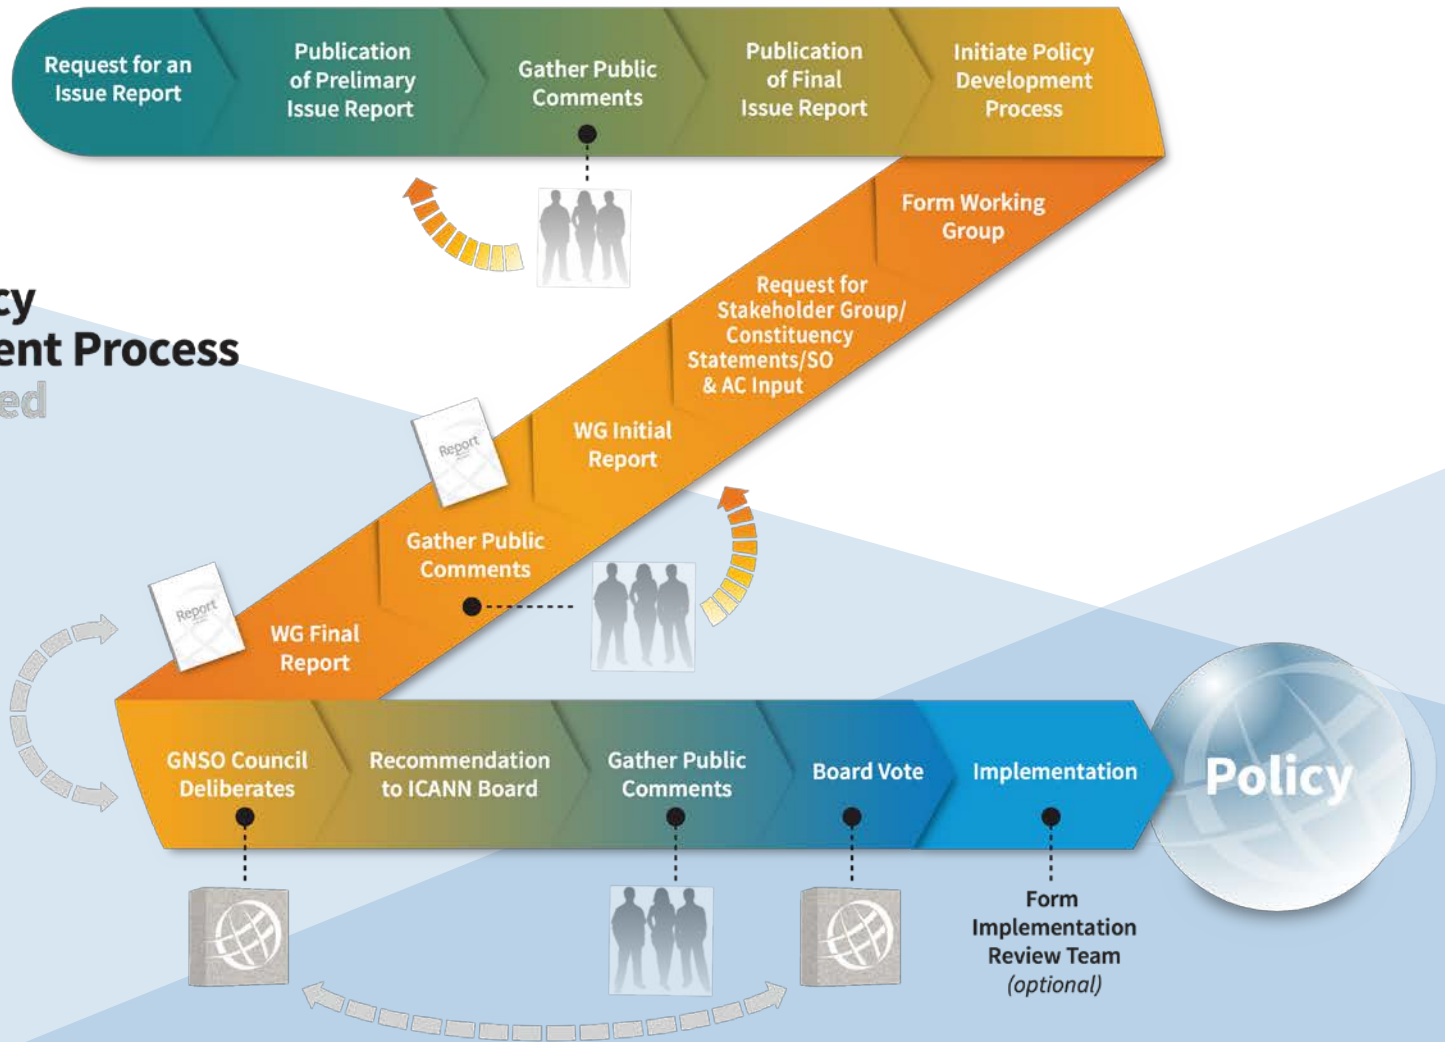 Request for an
Issue Report
Publication
of Prelimary
Issue Report
Gather Public
Comments
Publication
of Final
Issue Report
Initiate Policy
Development
Process
Form Working
Group
Request for
Stakeholder Group/
Constituency
Statements/SO
& AC Input
cy
ent Process
ed
WG Initial
Report
Report
Gather Public
Comments
Report
WG Final
Report
GNSO Council
Deliberates
Recommendation
to ICANN Board
Gather Public
Comments
Board Vote
Implementation
Policy
Form
Implementation
Review Team
(optional)